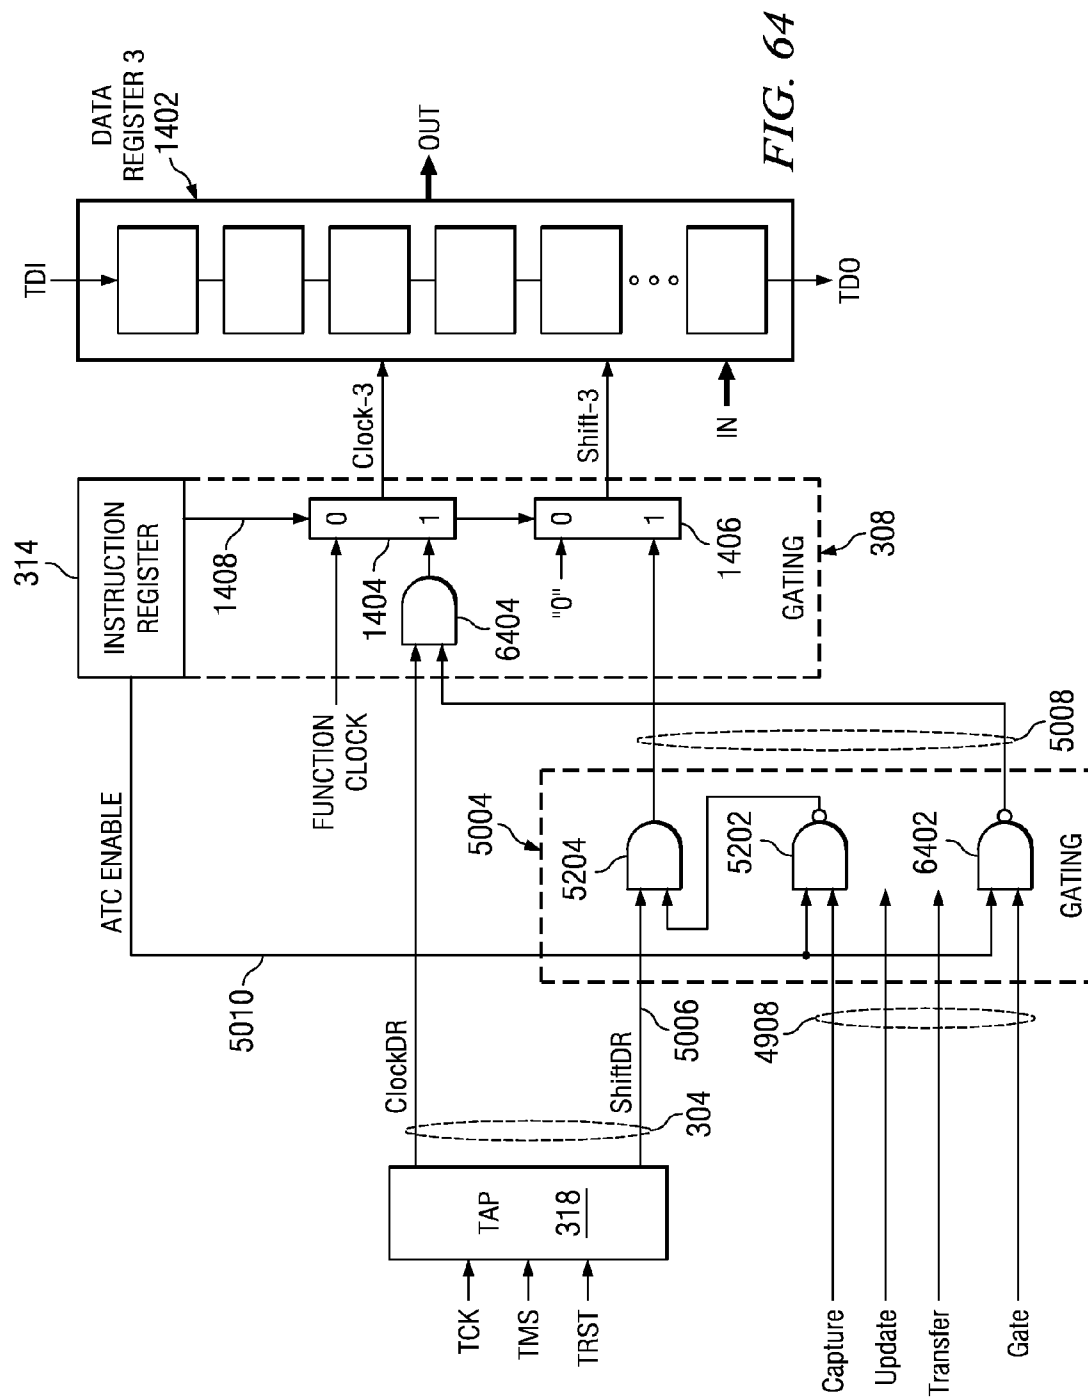 314
INSTRUCTION
REGISTER
ATC ENABLE
5010
1408
FUNCTION
CLOCK
0
1
1404
6404
"0"
0
1
1406
GATING
308
Clock-3
Shift-3
DATA
REGISTER 3
1402
TDI
OUT
IN
TDO
TCK
TMS
TRST
TAP
318
ClockDR
ShiftDR
304
5006
5004
5204
5202
6402
GATING
5008
4908
Capture
Update
Transfer
Gate
FIG. 64